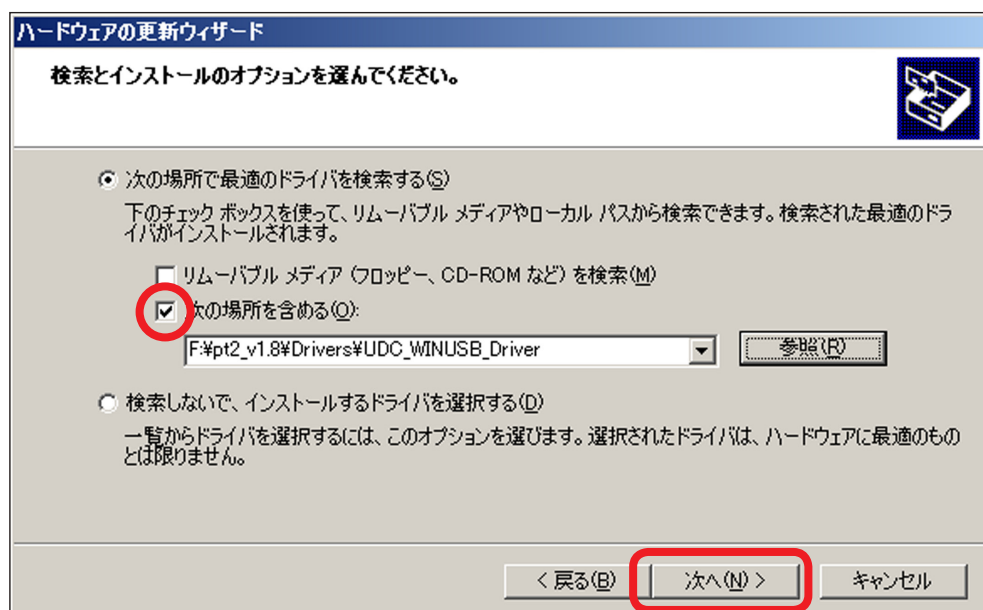 ハードウェアの更新ウィザード
検索とインストールのオプションを選んでください。
次の場所で最適のドライバを検索する(S)
下のチェック ボックスを使って、リムーバブル メディアやローカル パスから検索できます。検索された最適のドラ
イバがインストールされます。
リムーバブル メディア (フロッピー、CD-ROM など) を検索(M)
次の場所を含める(O):
F:¥pt2_v1.8¥Drivers¥UDC_WINUSB_Driver
参照(R)
検索しないで、インストールするドライバを選択する(D)
一覧からドライバを選択するには、このオプションを選びます。選択されたドライバは、ハードウェアに最適のもの
とは限りません。
< 戻る(B)
次へ(N) >
キャンセル